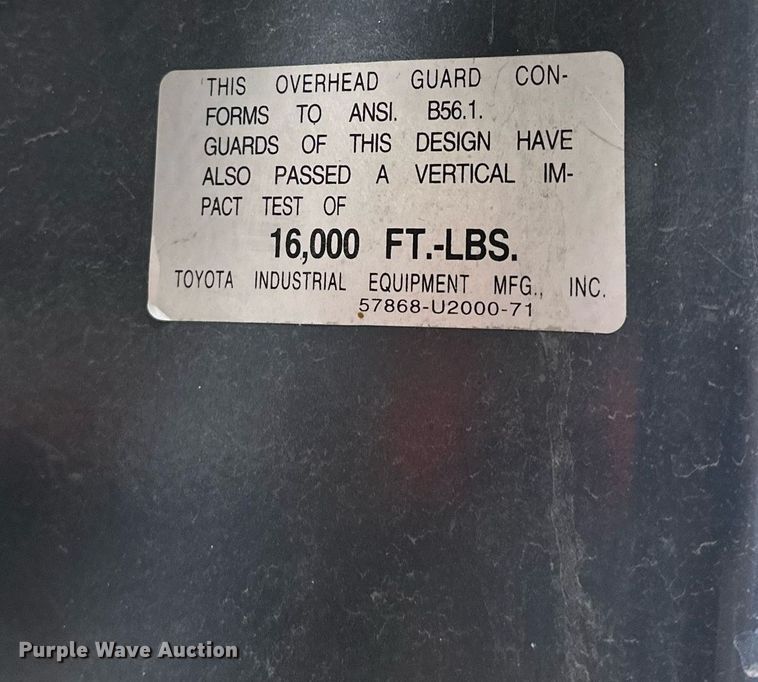 THIS OVERHEAD GUARD CON-
FORMS TO ANSI. B56.1.
GUARDS OF THIS DESIGN HAVE
ALSO PASSED A VERTICAL IM-
PACT TEST OF
16,000 FT.-LBS.
TOYOTA INDUSTRIAL EQUIPMENT MFG., INC.
57868-U2000-71
Purple Wave Auction